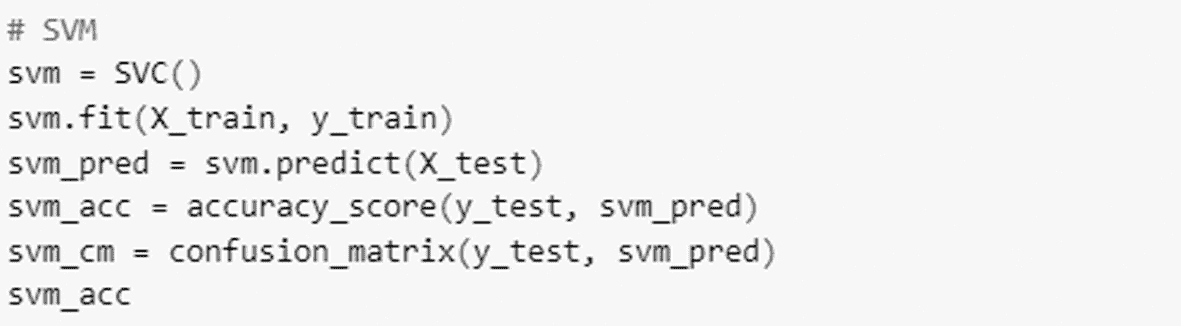 # SVM
svm = SVC()
svm.fit(X_train, y_train)
svm_pred = svm.predict(X_test)
svm_acc = accuracy_score(y_test, svm_pred)
svm_cm = confusion_matrix(y_test, svm_pred)
svm_acc